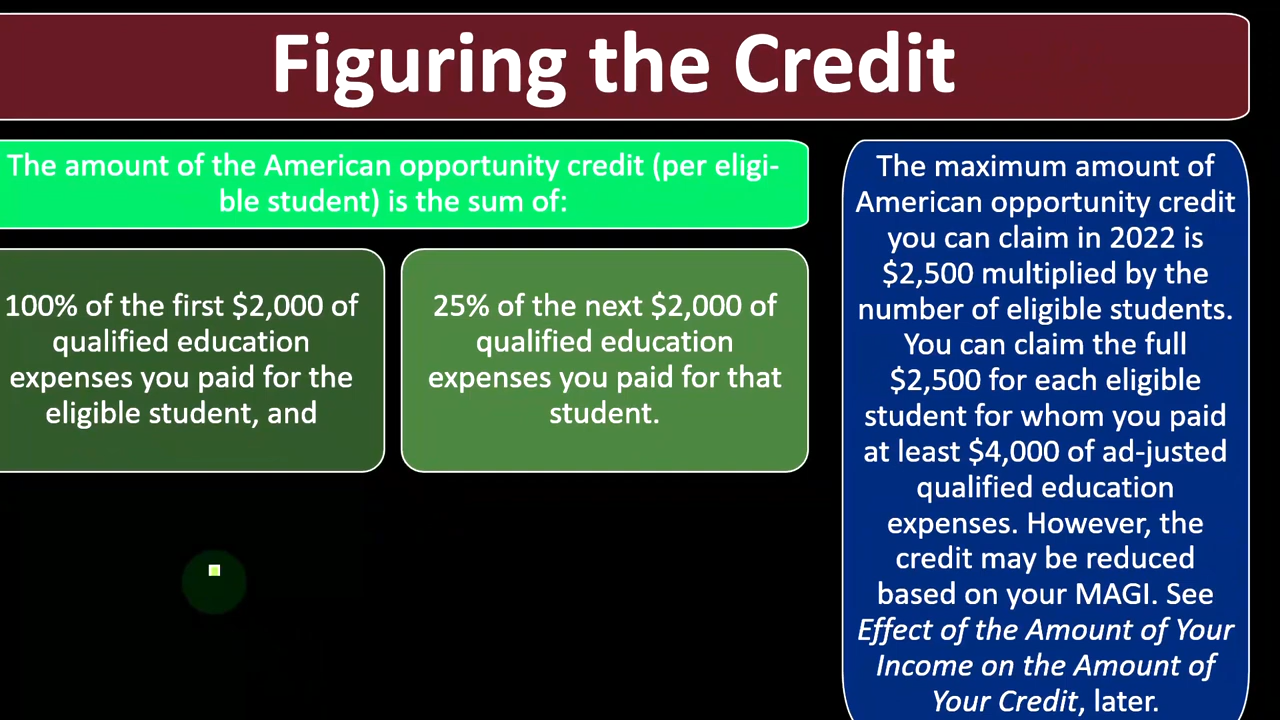 Figuring the Credit
The amount of the American opportunity credit (per eligi-
ble student) is the sum of:
100% of the first $2,000 of
qualified education
expenses you paid for the
eligible student, and
25% of the next $2,000 of
qualified education
expenses you paid for that
student.
The maximum amount of
American opportunity credit
you can claim in 2022 is
$2,500 multiplied by the
number of eligible students.
You can claim the full
$2,500 for each eligible
student for whom you paid
at least $4,000 of ad-justed
qualified education
expenses. However, the
credit may be reduced
based on your MAGI. See
Effect of the Amount of Your
Income on the Amount of
Your Credit, later.